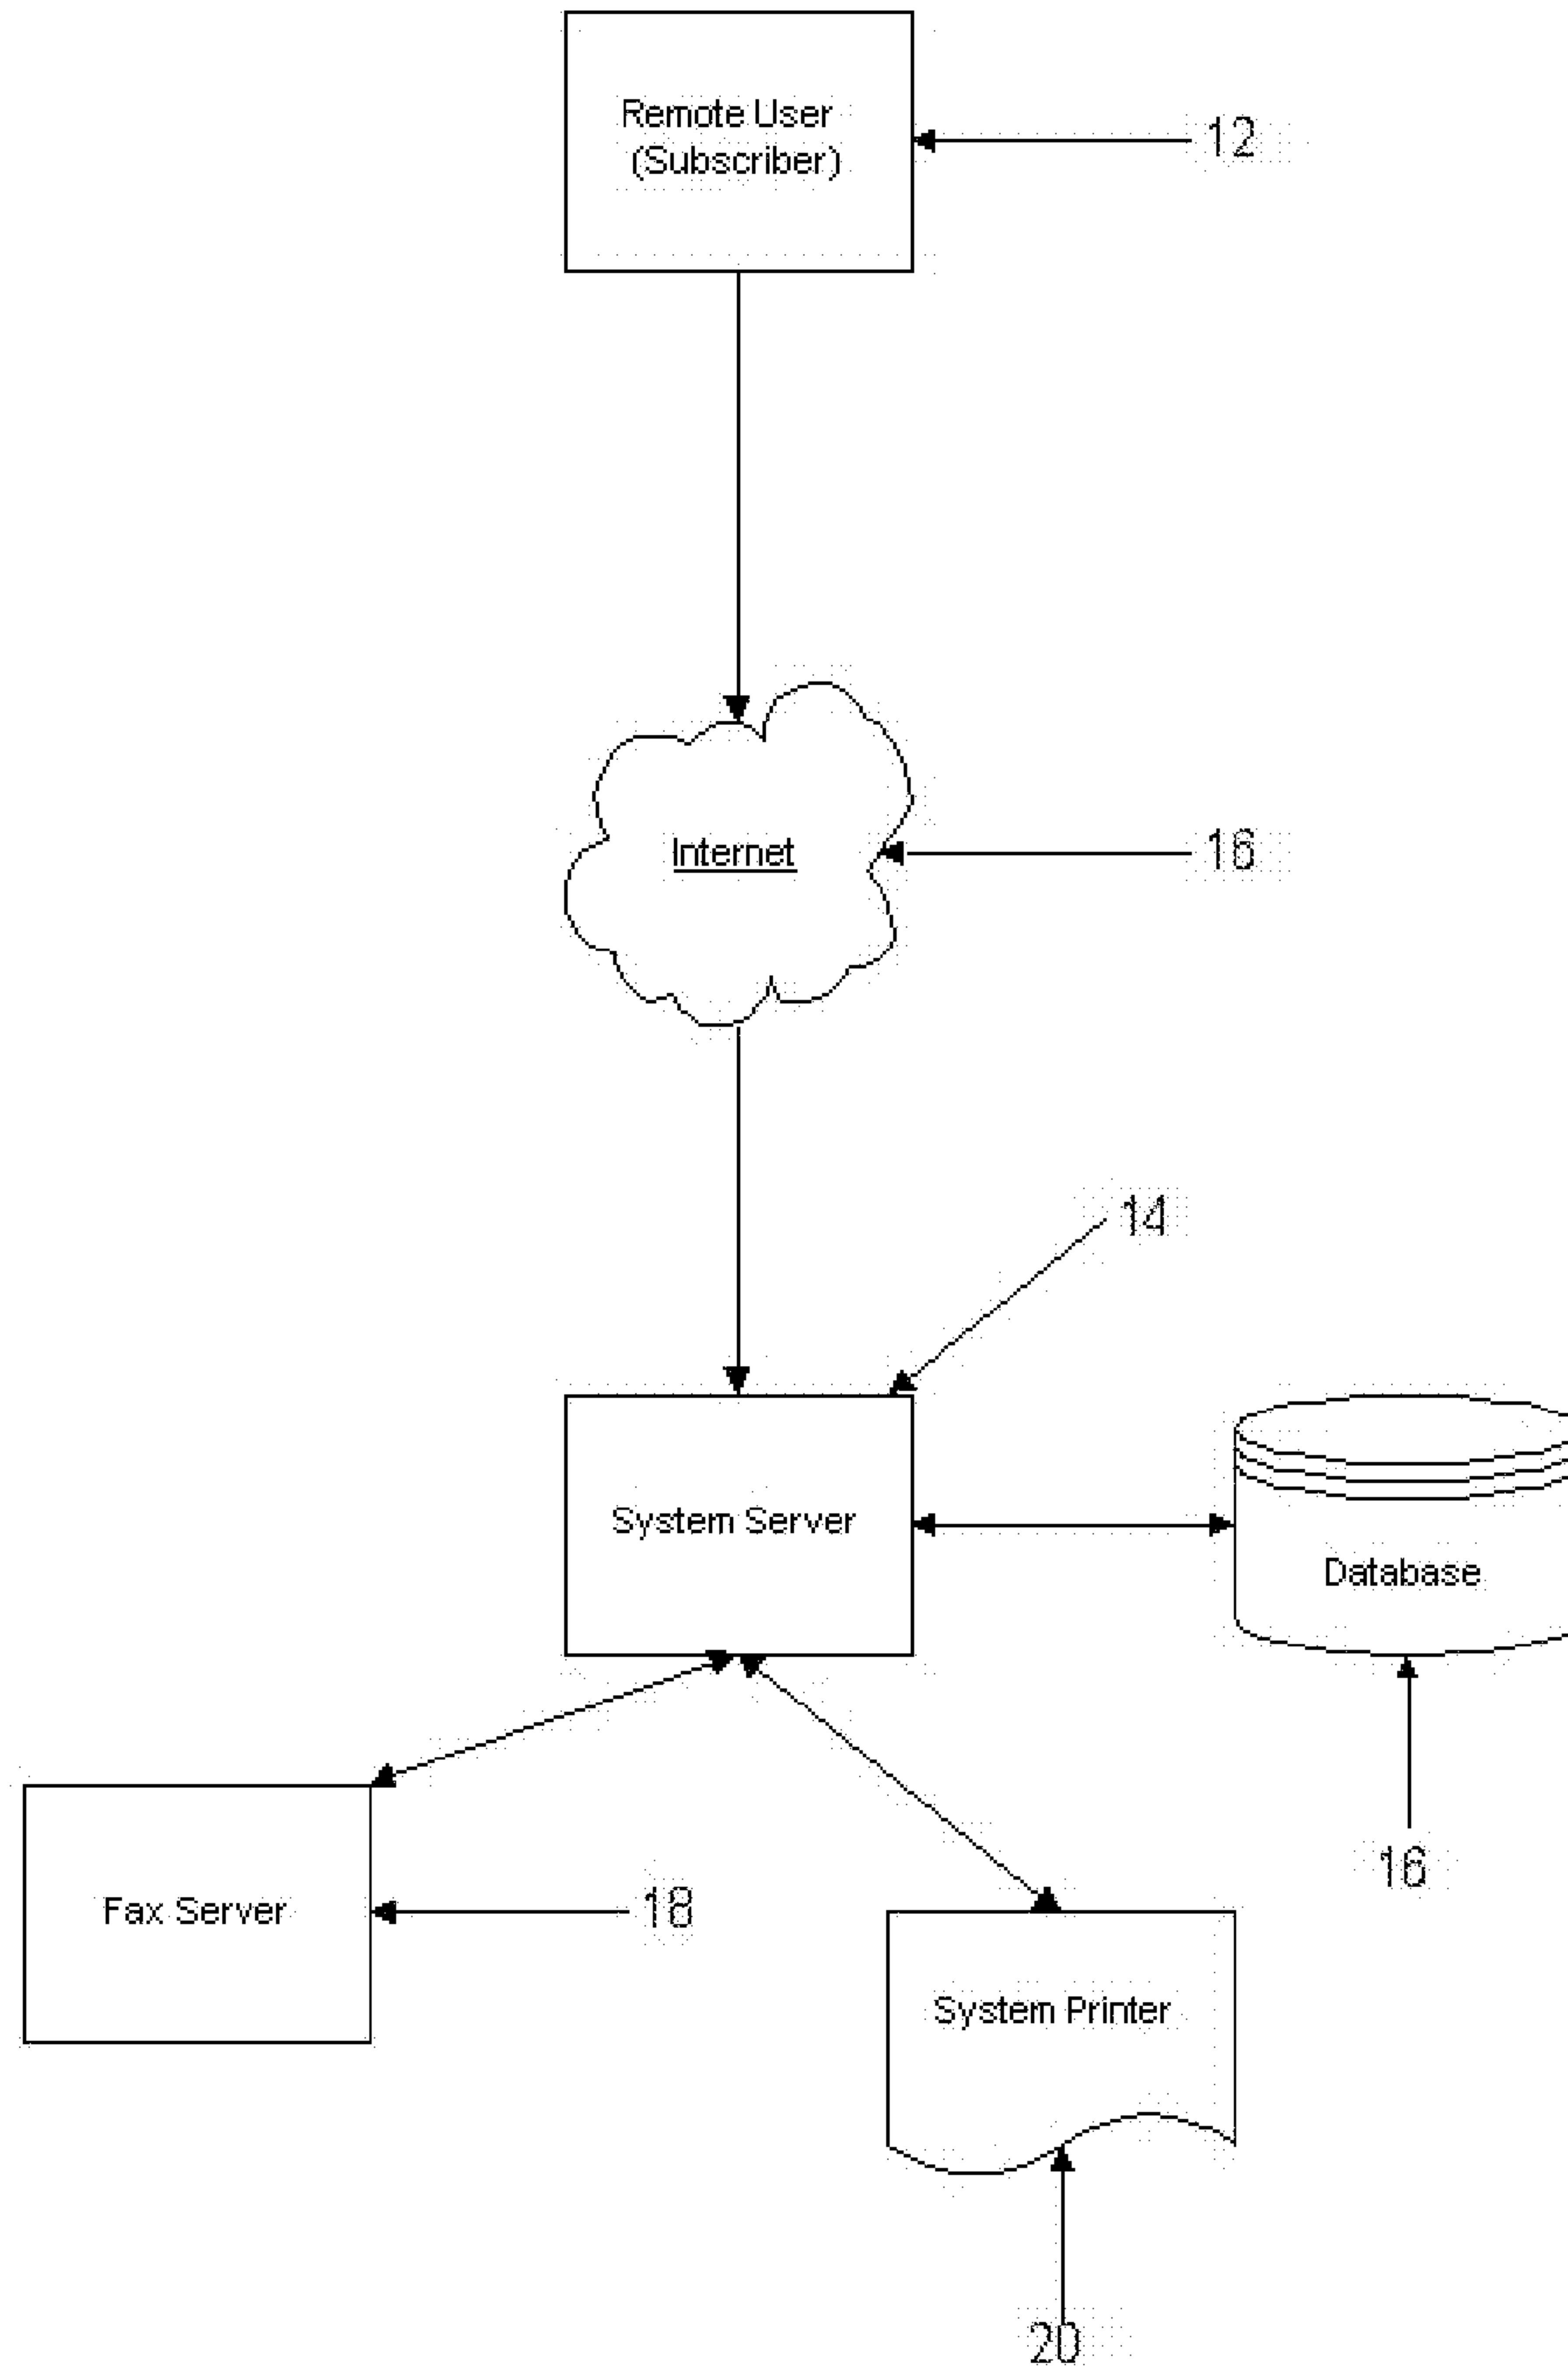 Remote User
(Subscriber)
12
Internet
16
14
System Server
Database
16
Fax Server
18
System Printer
20